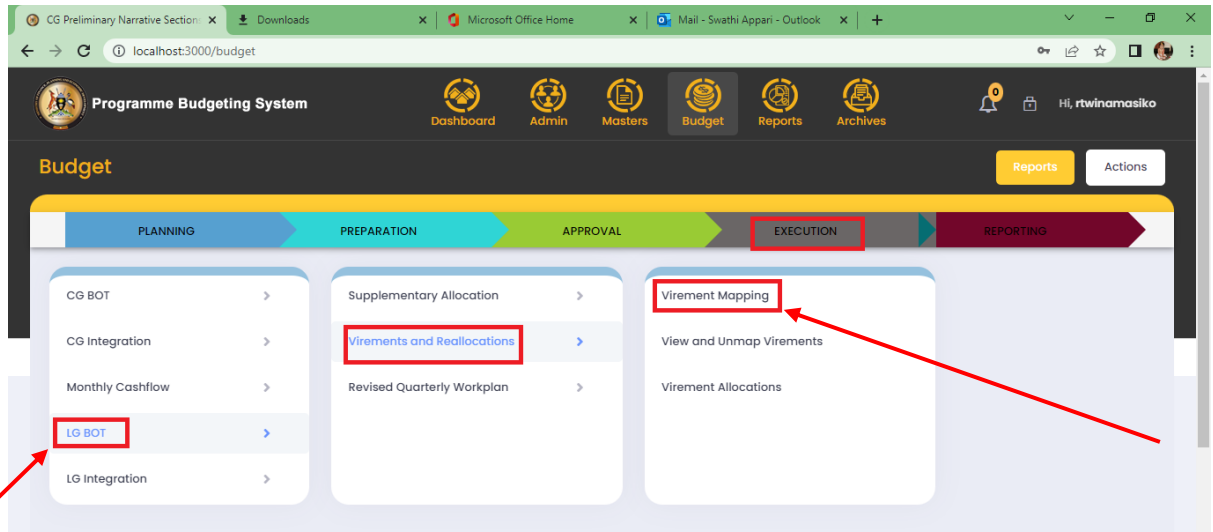 CG Preliminary Narrative Section
Downloads
Microsoft Office Home
Mail - Swathi Appari - Outlook
localhost:3000/budget
Programme Budgeting System
Dashboard
Admin
Masters
Budget
Reports
Archives
0
Hi, rtwinamasiko
Budget
Reports
Actions
PLANNING
PREPARATION
APPROVAL
EXECUTION
REPORTING
CG BOT
CG Integration
Monthly Cashflow
LG BOT
LG Integration
Supplementary Allocation
Virements and Reallocations
Revised Quarterly Workplan
Virement Mapping
View and Unmap Virements
Virement Allocations